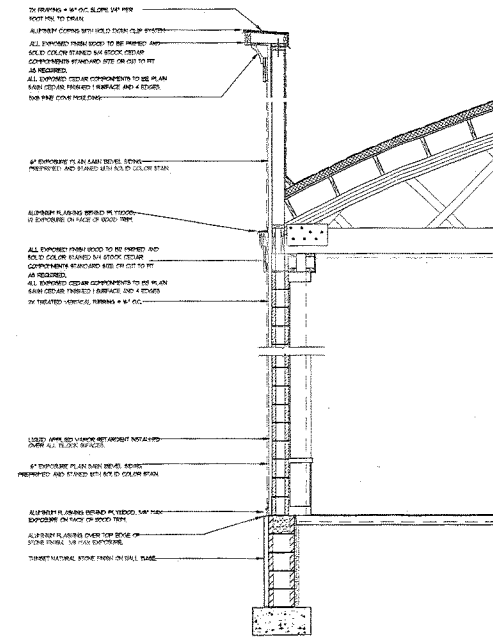 2X FRAMING @ 16" O.C. SLOPE 1/4" PER
FOOT MIN. TO DRAIN.
ALUMINUM COPING WITH HOLD DOWN CLIP SYSTEM
ALL EXPOSED FINISH WOOD TO BE PRIMED AND
SOLID COLOR STAINED 5/4 STOCK CEDAR
COMPONENTS STANDARD SIZE OR CUT TO FIT
AS REQUIRED.
ALL EXPOSED CEDAR COMPONENTS TO BE PLAIN
SAWN CEDAR, FINISHED 1 SURFACE AND 4 EDGES.
PINE COVE MOULDING.
6" EXPOSURE PLAIN SAWN BEVEL SIDING
PREPRIMED AND STAINED WITH SOLID COLOR STAIN.
ALUMINUM FLASHING BEHIND PLYWOOD,
EXPOSURE ON FACE OF WOOD TRIM.
ALL EXPOSED FINISH WOOD TO BE PRIMED AND
SOLID COLOR STAINED 5/4 STOCK CEDAR
COMPONENTS STANDARD SIZE OR CUT TO FIT
AS REQUIRED.
ALL EXPOSED CEDAR COMPONENTS TO BE PLAIN
SAWN CEDAR, FINISHED 1 SURFACE AND 4 EDGES
2X TREATED VERTICAL FURRING @ 16" O.C.
LIQUID APPLIED VAPOR RETARDENT INSTALLED
OVER ALL BLOCK SURFACES.
6" EXPOSURE PLAIN SAWN BEVEL SIDING
PREPRIMED AND STAINED WITH SOLID COLOR STAIN.
ALUMINUM FLASHING BEHIND PLYWOOD, 3/8" MAX
EXPOSURE ON FACE OF WOOD TRIM.
ALUMINUM FLASHING OVER TOP EDGE OF
STONE FINISH. 3/8 MAX EXPOSURE.
NATURAL STONE FINISH ON WALL BASE.